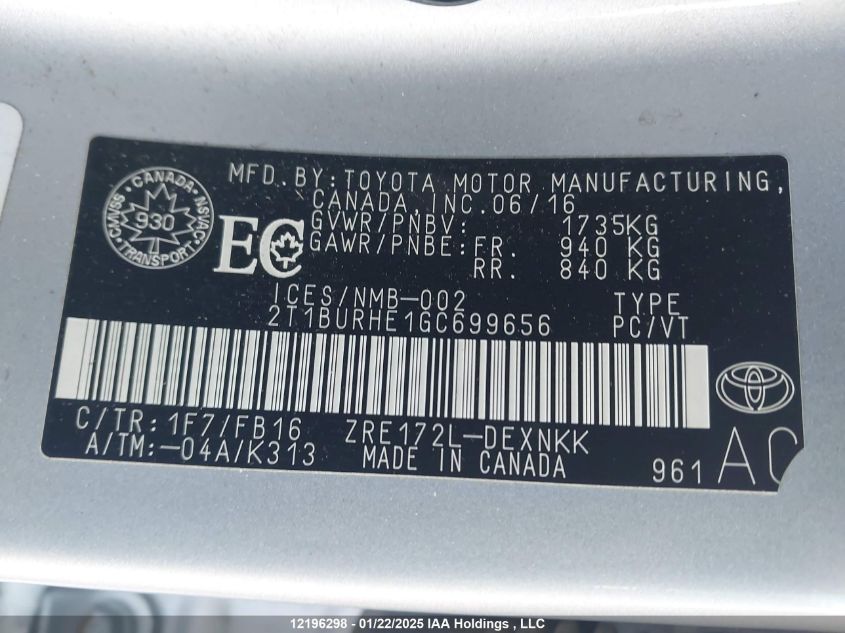 MFD. BY: TOYOTA MOTOR MANUFACTURING,
CANADA, INC. 06/16
GVWR/PNBV: 1735KG
GAWR/PNBE: FR. 940 KG
RR. 840 KG
CANADA
CMVSS NSVAC
930
TRANSPORT
EC
ICES/NMB-002 TYPE
2T1BURHE1GC699656 PC/VT
C/TR: 1F7/FB16 ZRE172L-DEXNKK
A/TM: -04A/K313 MADE IN CANADA 961 AC
12196298 - 01/22/2025 IAA Holdings , LLC